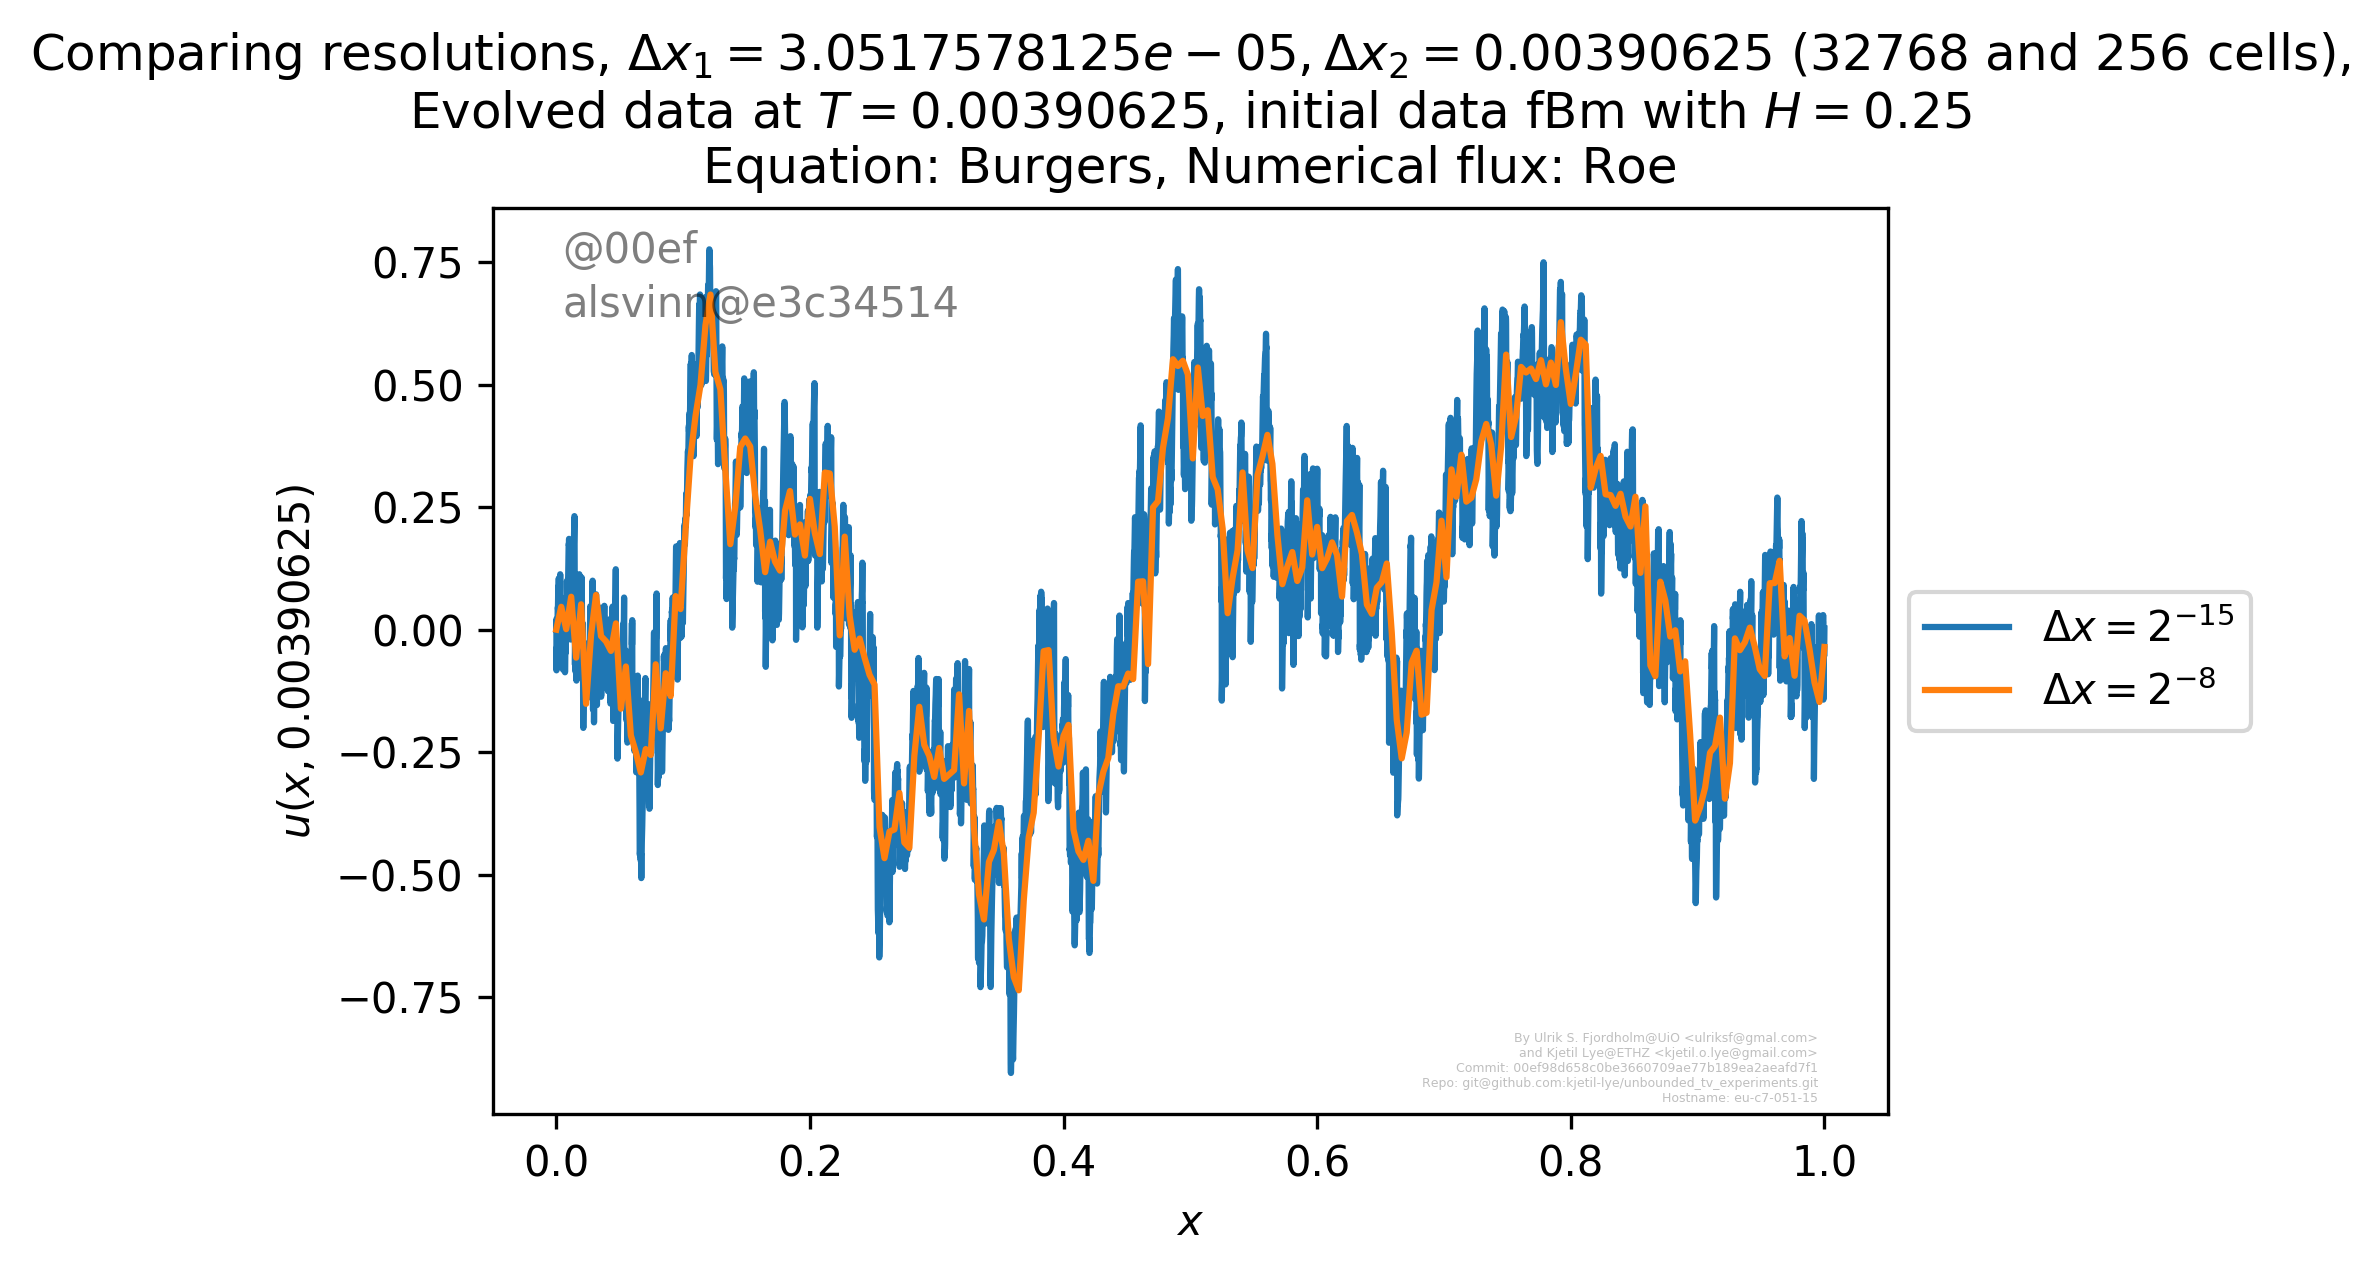 Comparing resolutions, Δx₁ = 3.0517578125e − 05, Δx₂ = 0.00390625 (32768 and 256 cells),
Evolved data at T = 0.00390625, initial data fBm with H = 0.25
Equation: Burgers, Numerical flux: Roe
@00ef
alsvinn@e3c34514
0.75
0.50
0.25
0.00
−0.25
−0.50
−0.75
u(x, 0.00390625)
Δx = 2⁻¹⁵
Δx = 2⁻⁸
By Ulrik S. Fjordholm@UiO <ulriksf@gmal.com>
and Kjetil Lye@ETHZ <kjetil.o.lye@gmail.com>
Commit: 00ef98d658c0be3660709ae77b189ea2aeafd7f1
Repo: git@github.com:kjetil-lye/unbounded_tv_experiments.git
Hostname: eu-c7-051-15
0.0 0.2 0.4 0.6 0.8 1.0
x